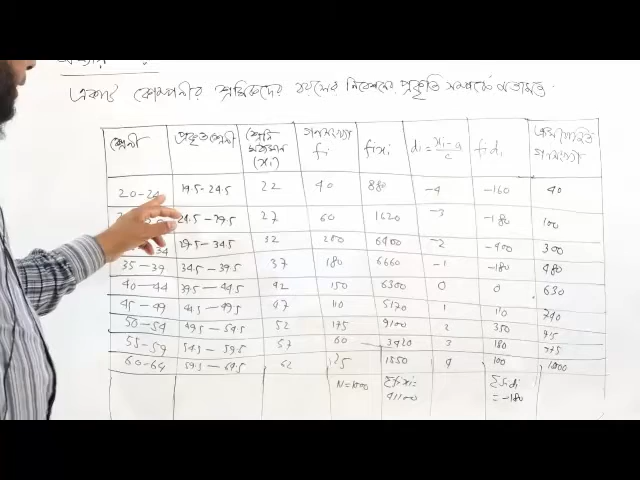 একটি কোম্পানীর শ্রমিকদের বয়সের নিবেশনের প্রকৃতি সম্পর্কে মতামত
শ্রেনী প্রকৃত শ্রেনী শ্রেনি মধ্যমান (xi) গনসংখ্যা fi fixi di = xi - a / c fidi ক্রমযোজিত গনসংখ্যা
20-24 19.5-24.5 22 40 880 -4 -160 40
24.5-29.5 27 60 1620 -3 -180 100
34 29.5-34.5 32 200 6400 -2 -400 300
35-39 34.5-39.5 37 180 6660 -1 -180 480
40-44 39.5-44.5 42 150 6300 0 0 630
45-49 44.5-49.5 47 110 5170 1 110 740
50-54 49.5-54.5 52 175 9100 2 350 915
55-59 54.5-59.5 57 60 3420 3 180 975
60-64 59.5-64.5 62 25 1550 4 100 1000
N=1000 Σfixi= 41100 Σfidi = -180